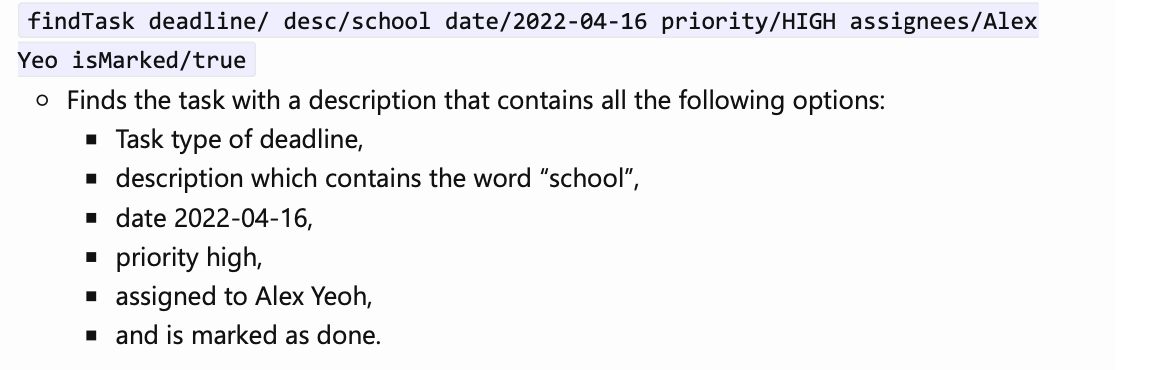 findTask deadline/ desc/school date/2022-04-16 priority/HIGH assignees/Alex
Yeo isMarked/true
Finds the task with a description that contains all the following options:
Task type of deadline,
description which contains the word “school”,
date 2022-04-16,
priority high,
assigned to Alex Yeoh,
and is marked as done.